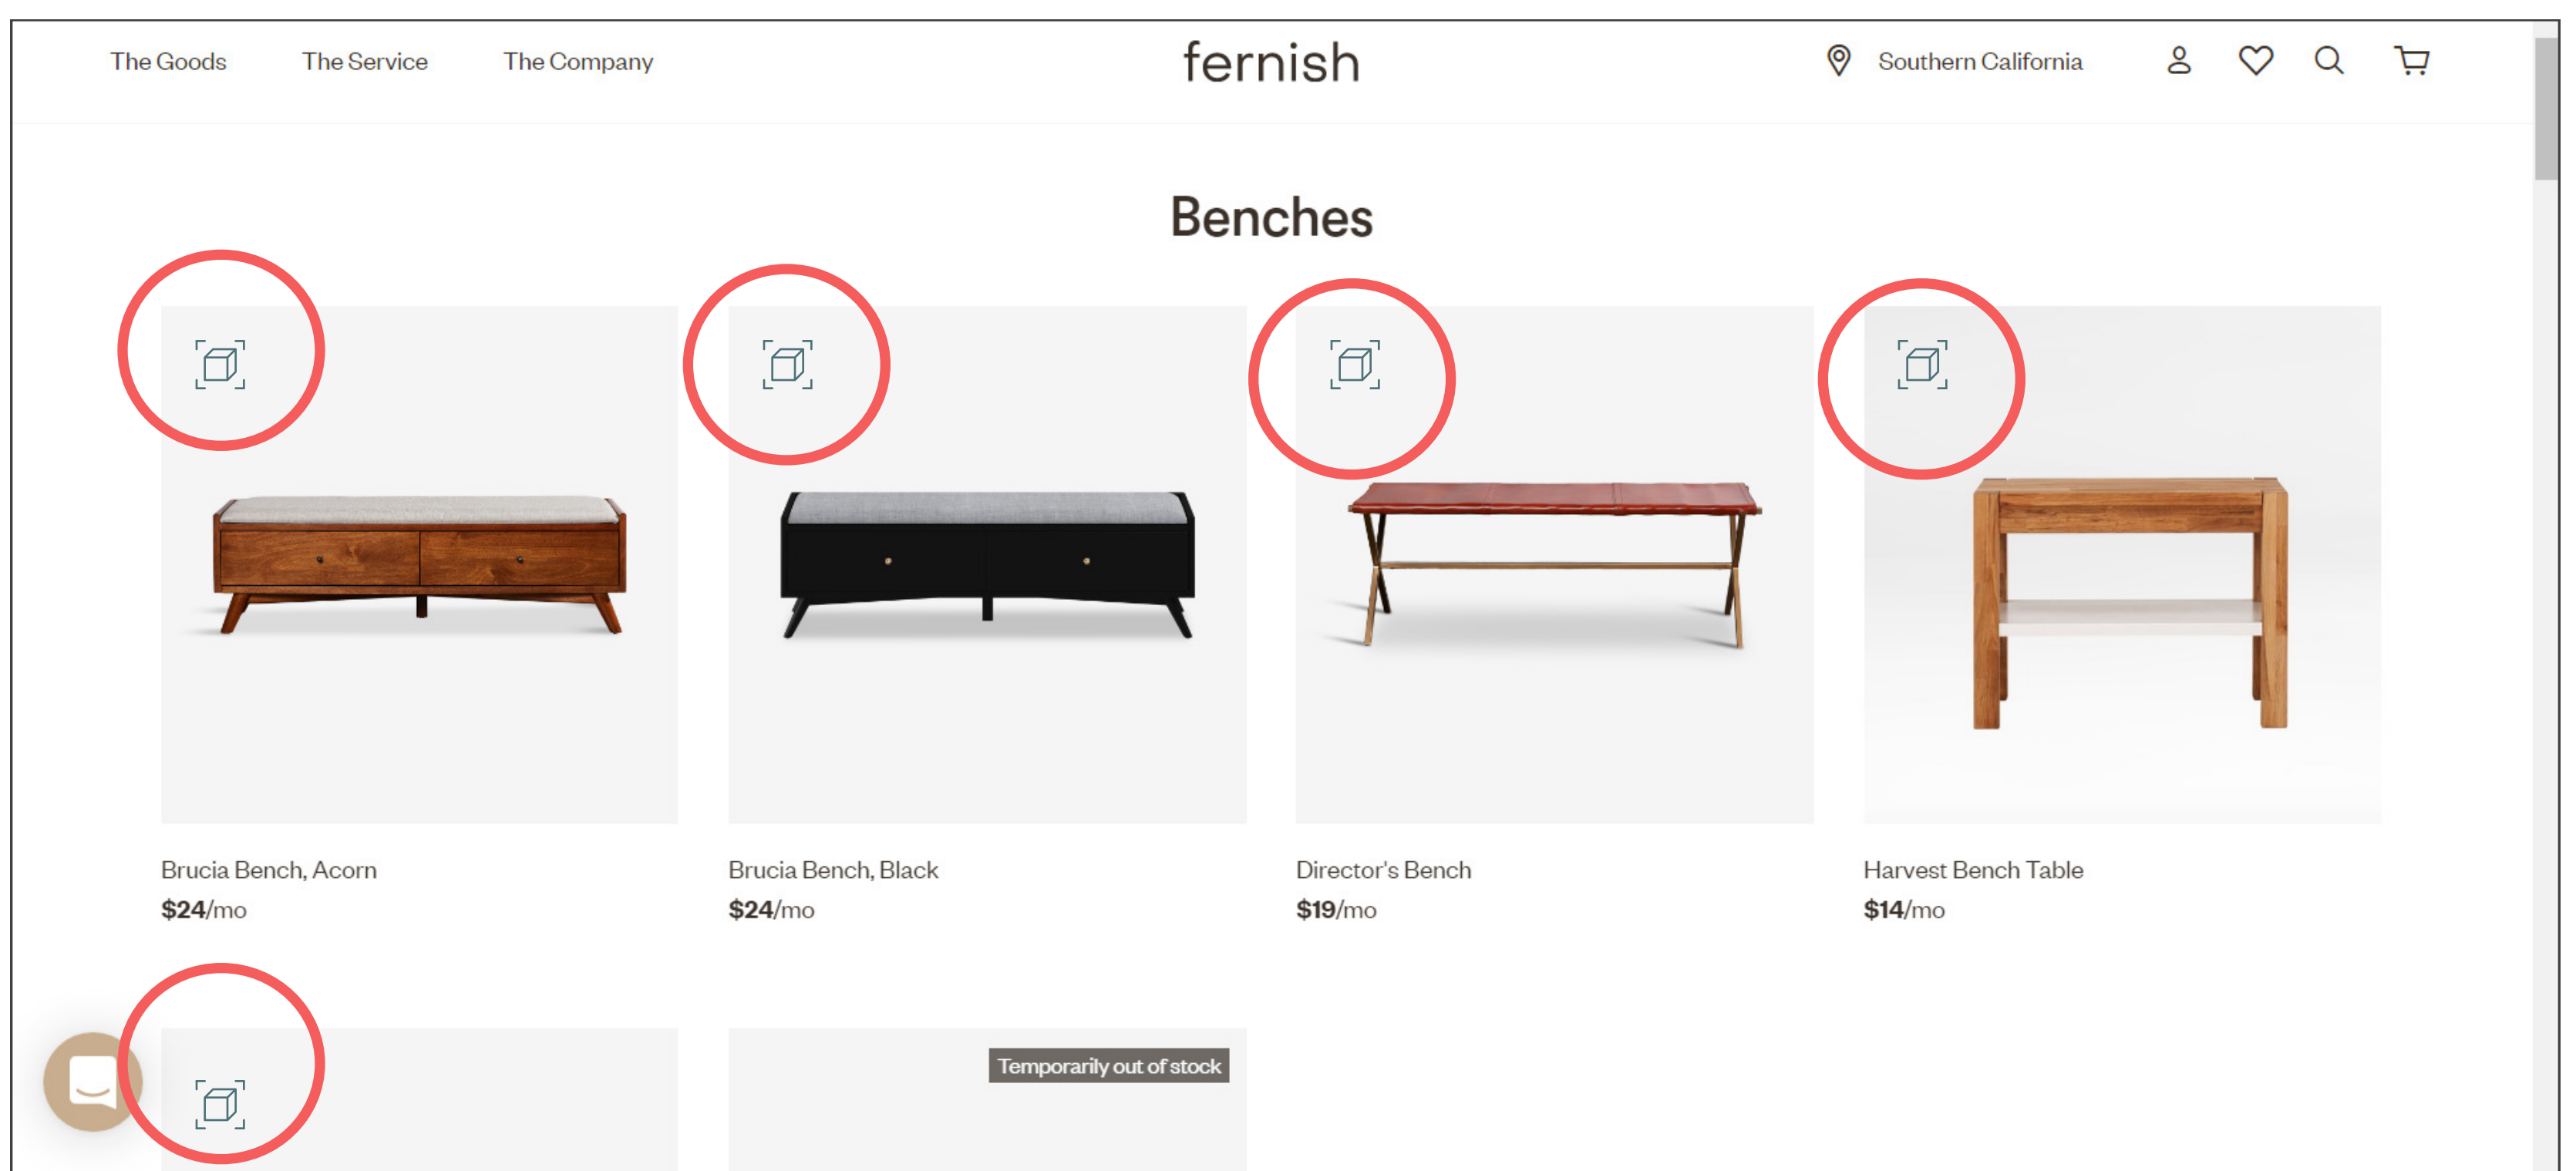 The Goods The Service The Company fernish Southern California
Benches
Brucia Bench, Acorn
$24/mo
Brucia Bench, Black
$24/mo
Director's Bench
$19/mo
Harvest Bench Table
$14/mo
Temporarily out of stock